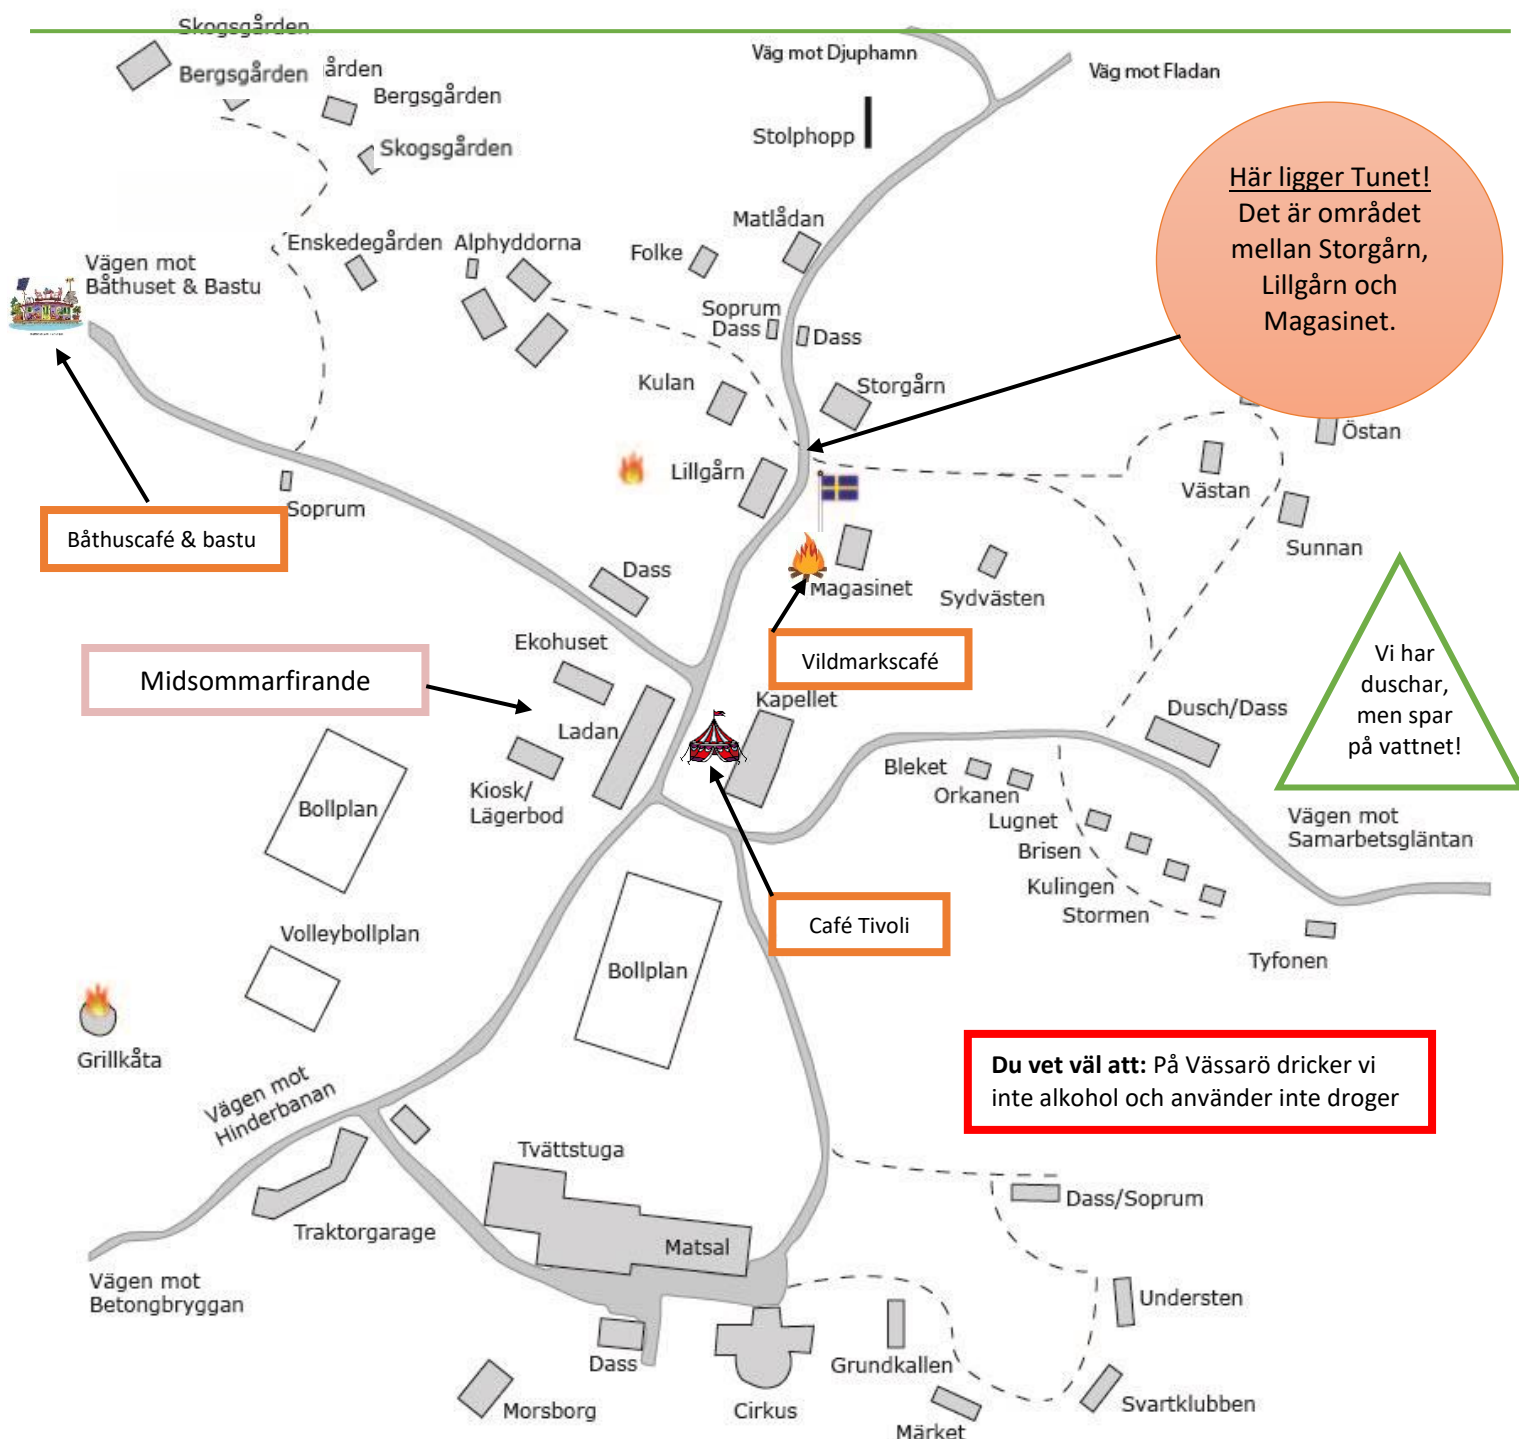 Skogsgården
Bergsgården
ården
Bergsgården
Skogsgården
Väg mot Djuphamn
Väg mot Fladan
Stolphopp
Här ligger Tunet!
Det är området
mellan Storgårn,
Lillgårn och
Magasinet.
Matlådan
Folke
Enskedegården
Alphyddorna
Vägen mot
Båthuset & Bastu
Soprum
Dass
Dass
Kulan
Storgårn
Östan
Västan
Lillgårn
Soprum
Båthuscafé & bastu
Sunnan
Dass
Magasinet
Sydvästen
Ekohuset
Vildmarkscafé
Midsommarfirande
Kapellet
Vi har
duschar,
men spar
på vattnet!
Dusch/Dass
Ladan
Kiosk/
Lägerbod
Bleket
Orkanen
Lugnet
Brisen
Kulingen
Stormen
Tyfonen
Vägen mot
Samarbetsgläntan
Bollplan
Café Tivoli
Volleybollplan
Bollplan
Grillkåta
Vägen mot
Hinderbanan
Du vet väl att: På Vässarö dricker vi
inte alkohol och använder inte droger
Tvättstuga
Matsal
Traktorgarage
Dass/Soprum
Vägen mot
Betongbryggan
Understen
Dass
Grundkallen
Morsborg
Cirkus
Svartklubben
Märket